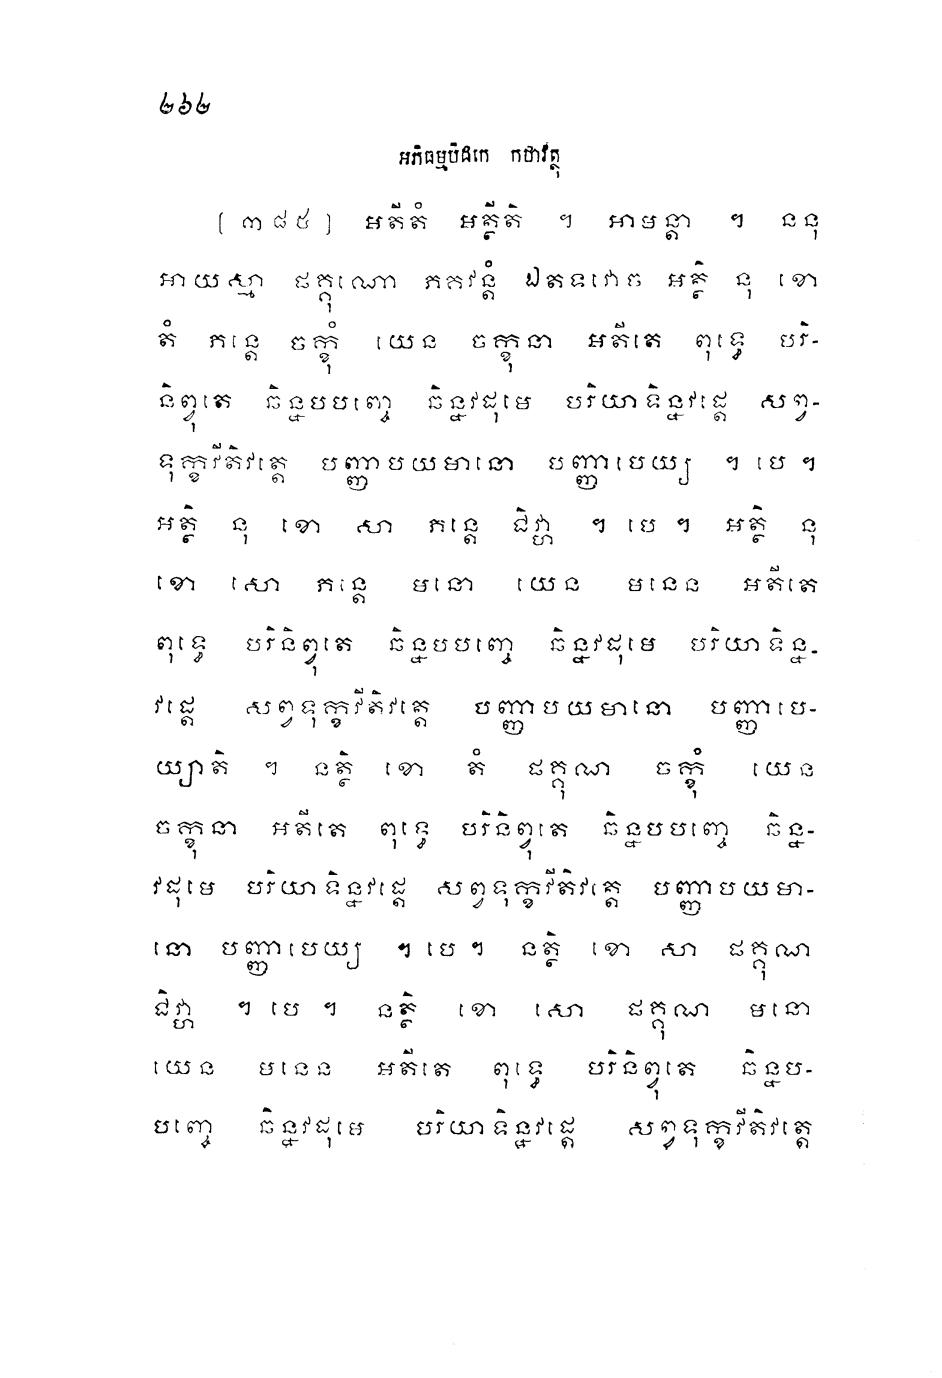 ២៦២
អភិធម្មបិដកេ កថាវត្ថុ
[៣៨៥] អតីតំ អត្ថីតិ ។ អាមន្តា ។ ននុ
អាយស្មា ផគ្គុណោ ភគវន្តំ ឯតទវោច អត្ថិ នុ ខោ
តំ ភន្តេ ចក្ខុំ យេន ចក្ខុនា អតីតេ ពុទ្ធេ បរិ-
និព្វុតេ ឆិន្នបបញ្ចេ ឆិន្នវដុមេ បរិយាទិន្នវដ្ដេ សព្វ-
ទុក្ខវីតិវត្តេ បញ្ញាបយមានោ បញ្ញាបេយ្យ ។ បេ ។
អត្ថិ នុ ខោ សា ភន្តេ ជិវ្ហា ។ បេ ។ អត្ថិ នុ
ខោ សោ ភន្តេ មនោ យេន មនេន អតីតេ
ពុទ្ធេ បរិនិព្វុតេ ឆិន្នបបញ្ចេ ឆិន្នវដុមេ បរិយាទិន្ន-
វដ្ដេ សព្វទុក្ខវីតិវត្តេ បញ្ញាបយមានោ បញ្ញាបេ-
យ្យាតិ ។ នត្ថិ ខោ តំ ផគ្គុណ ចក្ខុំ យេន
ចក្ខុនា អតីតេ ពុទ្ធេ បរិនិព្វុតេ ឆិន្នបបញ្ចេ ឆិន្ន-
វដុមេ បរិយាទិន្នវដ្ដេ សព្វទុក្ខវីតិវត្តេ បញ្ញាបយមា-
នោ បញ្ញាបេយ្យ ។ បេ ។ នត្ថិ ខោ សា ផគ្គុណ
ជិវ្ហា ។ បេ ។ នត្ថិ ខោ សោ ផគ្គុណ មនោ
យេន មនេន អតីតេ ពុទ្ធេ បរិនិព្វុតេ ឆិន្នប-
បញ្ចេ ឆិន្នវដុមេ បរិយាទិន្នវដ្ដេ សព្វទុក្ខវីតិវត្តេ